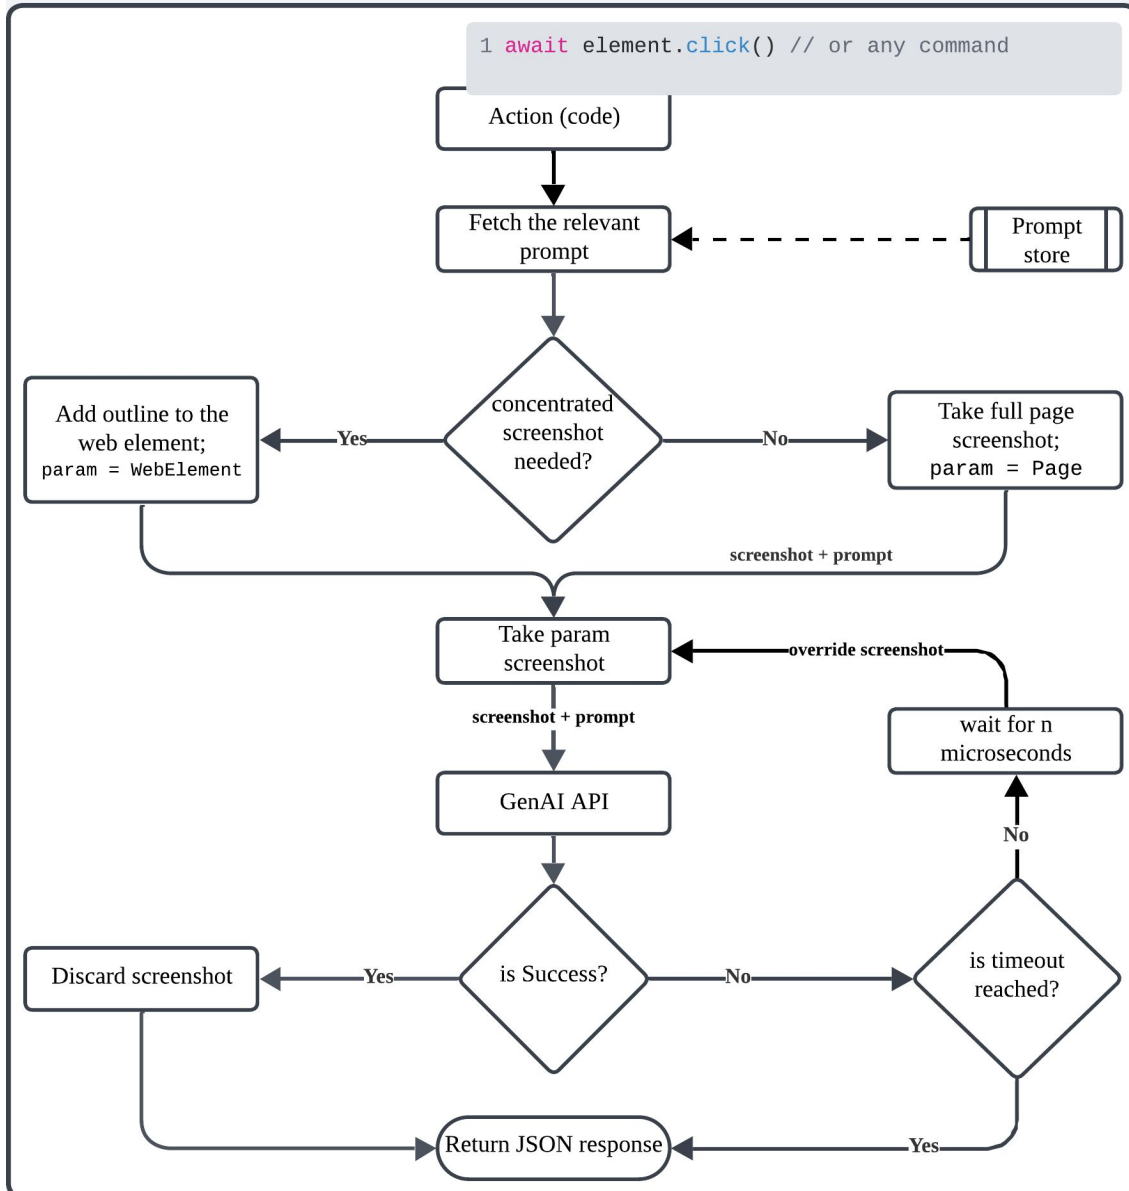 1 await element.click() // or any command
Action (code)
Fetch the relevant
prompt
Prompt
store
concentrated
screenshot
needed?
Yes
No
Add outline to the
web element;
param = WebElement
Take full page
screenshot;
param = Page
screenshot + prompt
Take param
screenshot
override screenshot
screenshot + prompt
wait for n
microseconds
GenAI API
No
is Success?
Yes
No
Discard screenshot
is timeout
reached?
Return JSON response
Yes